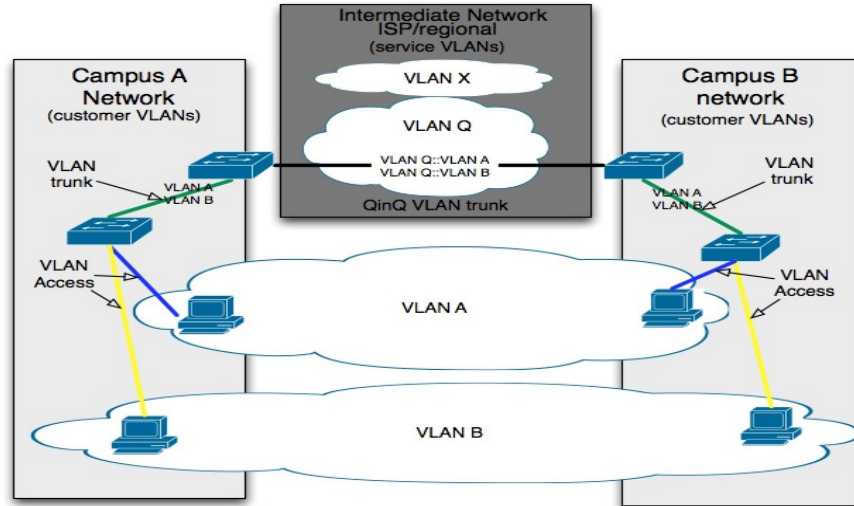 Intermediate Network
ISP/regional
(service VLANs)
VLAN X
VLAN Q
VLAN Q::VLAN A
VLAN Q::VLAN B
QinQ VLAN trunk
Campus A
Network
(customer VLANs)
VLAN
trunk
VLAN A
VLAN B
VLAN
Access
Campus B
network
(customer VLANs)
VLAN
trunk
VLAN A
VLAN B
VLAN
Access
VLAN A
VLAN B